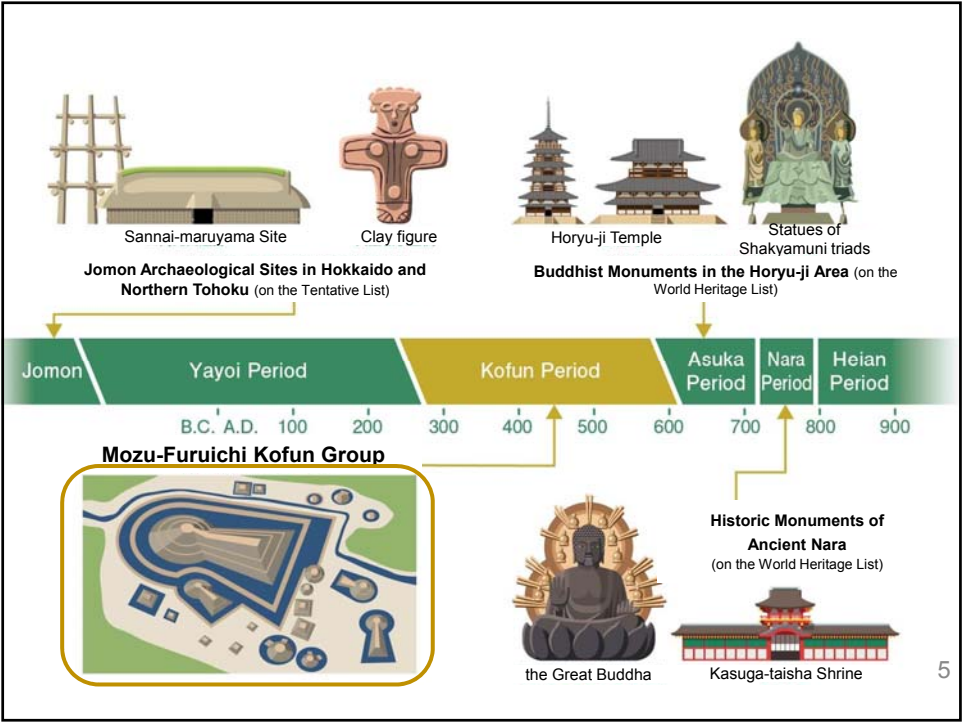 Sannai-maruyama Site
Clay figure
Horyu-ji Temple
Statues of
Shakyamuni triads
Jomon Archaeological Sites in Hokkaido and
Northern Tohoku (on the Tentative List)
Buddhist Monuments in the Horyu-ji Area (on the
World Heritage List)
Jomon
Yayoi Period
Kofun Period
Asuka
Period
Nara
Period
Heian
Period
B.C. A.D. 100 200 300 400 500 600 700 800 900
Mozu-Furuichi Kofun Group
Historic Monuments of
Ancient Nara
(on the World Heritage List)
the Great Buddha
Kasuga-taisha Shrine
5